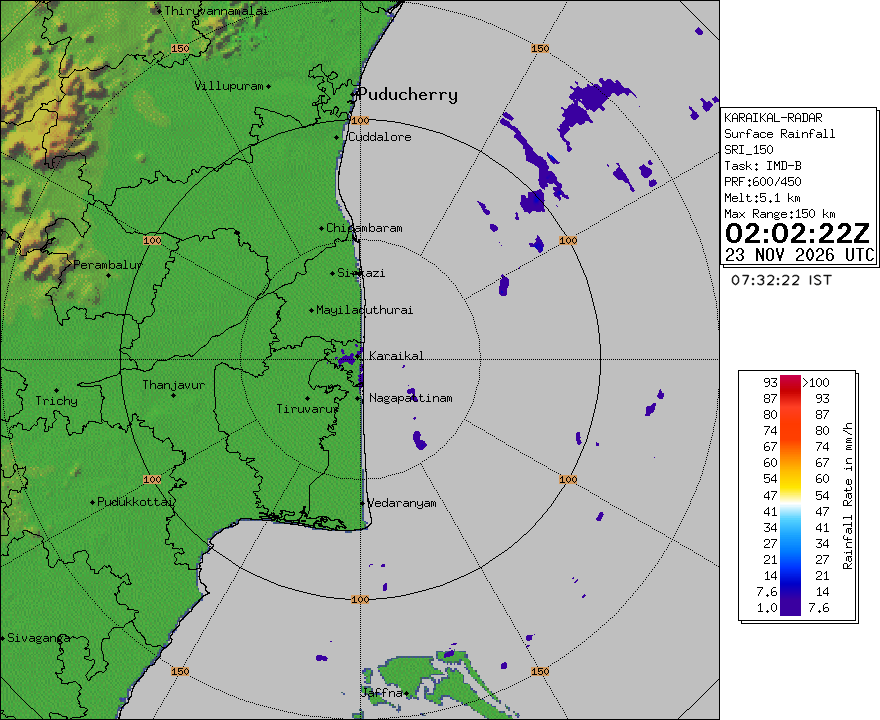 Thiruvannamalai
150
150
Villupuram
Puducherry
100
Cuddalore
Chidambaram
100
100
Perambalur
Sirkazi
Mayiladuthurai
Karaikal
Thanjavur
Trichy
Tiruvarur
Nagapattinam
100
100
Pudukkottai
Vedaranyam
100
Sivaganga
150
150
Jaffna
KARAIKAL-RADAR
Surface Rainfall
SRI_150
Task: IMD-B
PRF:600/450
Melt:5.1 km
Max Range:150 km
02:02:22Z
23 NOV 2026 UTC
07:32:22 IST
93 >100
87 93
80 87
74 80
67 74
60 67
54 60
47 54
41 47
34 41
27 34
21 27
14 21
7.6 14
1.0 7.6
Rainfall Rate in mm/h